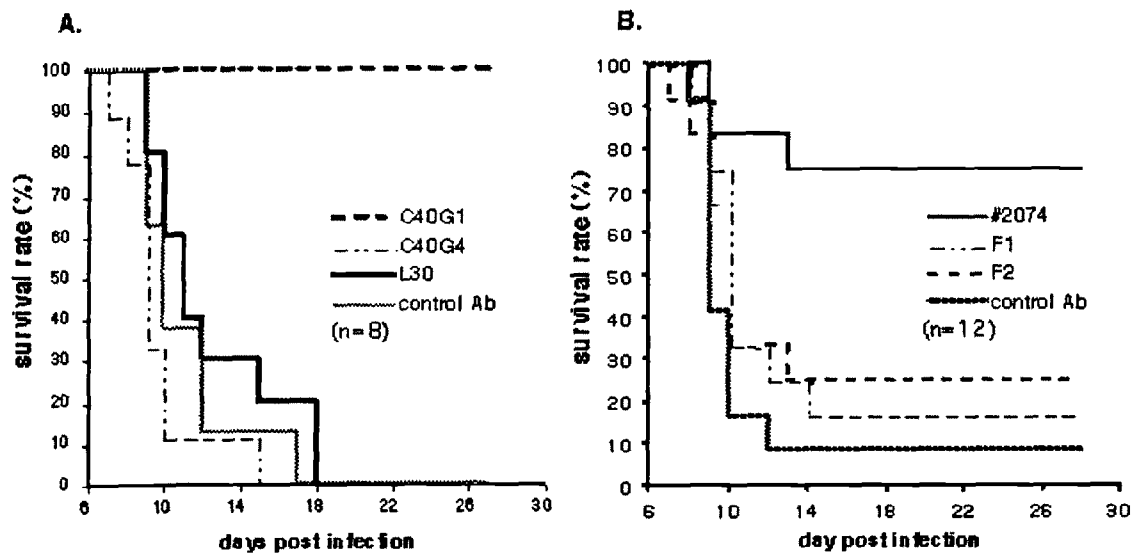 A.
100
90
80
70
60
50
40
30
20
10
0
survival rate (%)
6 10 14 18 22 26 30
days post infection
C40G1
C40G4
L30
control Ab
(n=8)
B.
100
90
80
70
60
50
40
30
20
10
0
survival rate (%)
6 10 14 18 22 26 30
day post infection
#2074
F1
F2
control Ab
(n=12)